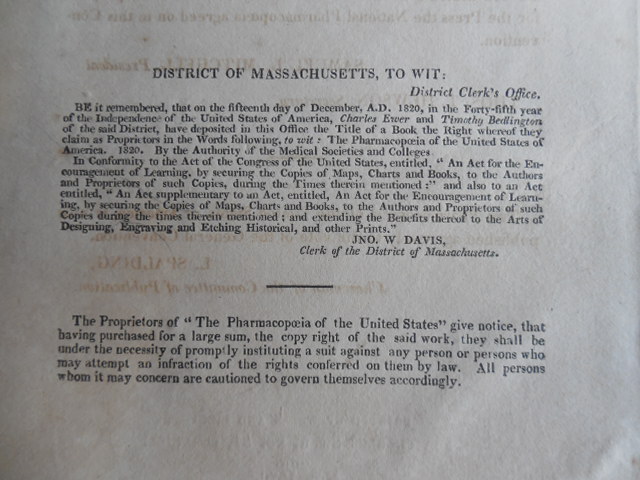 DISTRICT OF MASSACHUSETTS, TO WIT:
District Clerk's Office.
BE it remembered, that on the fifteenth day of December, A.D. 1820, in the Forty-fifth year
of the Independence of the United States of America, Charles Ewer and Timothy Bedlington
of the said District, have deposited in this Office the Title of a Book the Right whereof they
claim as Proprietors in the Words following, to wit: The Pharmacopœia of the United States of
America. 1820. By the Authority of the Medical Societies and Colleges.
In Conformity to the Act of the Congress of the United States, entitled, "An Act for the En-
couragement of Learning, by securing the Copies of Maps, Charts and Books, to the Authors
and Proprietors of such Copies, during the Times therein mentioned:" and also to an Act
entitled, "An Act supplementary to an Act, entitled, An Act for the Encouragement of Learn-
ing, by securing the Copies of Maps, Charts and Books, to the Authors and Proprietors of such
Copies during the times therein mentioned; and extending the Benefits thereof to the Arts of
Designing, Engraving and Etching Historical, and other Prints."
JNO. W DAVIS,
Clerk of the District of Massachusetts.
The Proprietors of "The Pharmacopœia of the United States" give notice, that
having purchased for a large sum, the copy right of the said work, they shall be
under the necessity of promptly instituting a suit against any person or persons who
may attempt an infraction of the rights conferred on them by law. All persons
whom it may concern are cautioned to govern themselves accordingly.